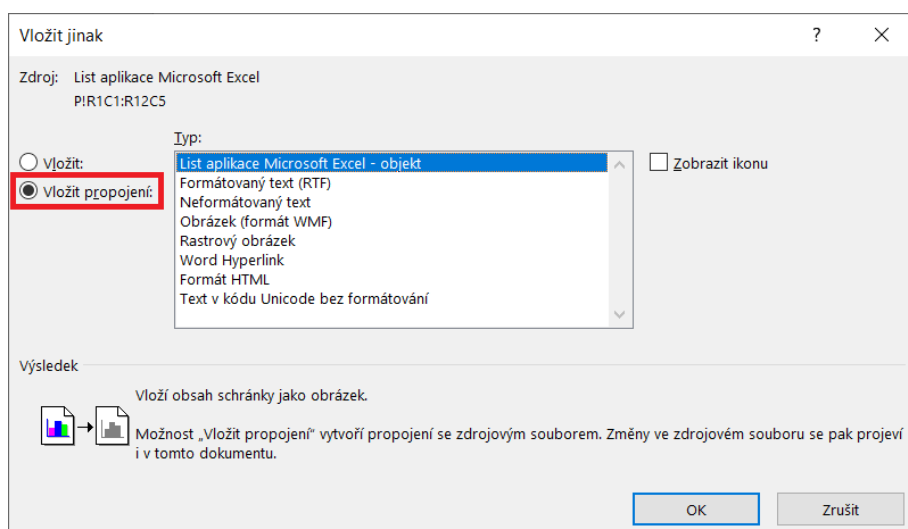 Vložit jinak
?
Zdroj: List aplikace Microsoft Excel
P!R1C1:R12C5
Typ:
Vložit:
Vložit propojení:
List aplikace Microsoft Excel - objekt
Formátovaný text (RTF)
Neformátovaný text
Obrázek (formát WMF)
Rastrový obrázek
Word Hyperlink
Formát HTML
Text v kódu Unicode bez formátování
Zobrazit ikonu
Výsledek
Vloží obsah schránky jako obrázek.
Možnost „Vložit propojení“ vytvoří propojení se zdrojovým souborem. Změny ve zdrojovém souboru se pak projeví
i v tomto dokumentu.
OK
Zrušit